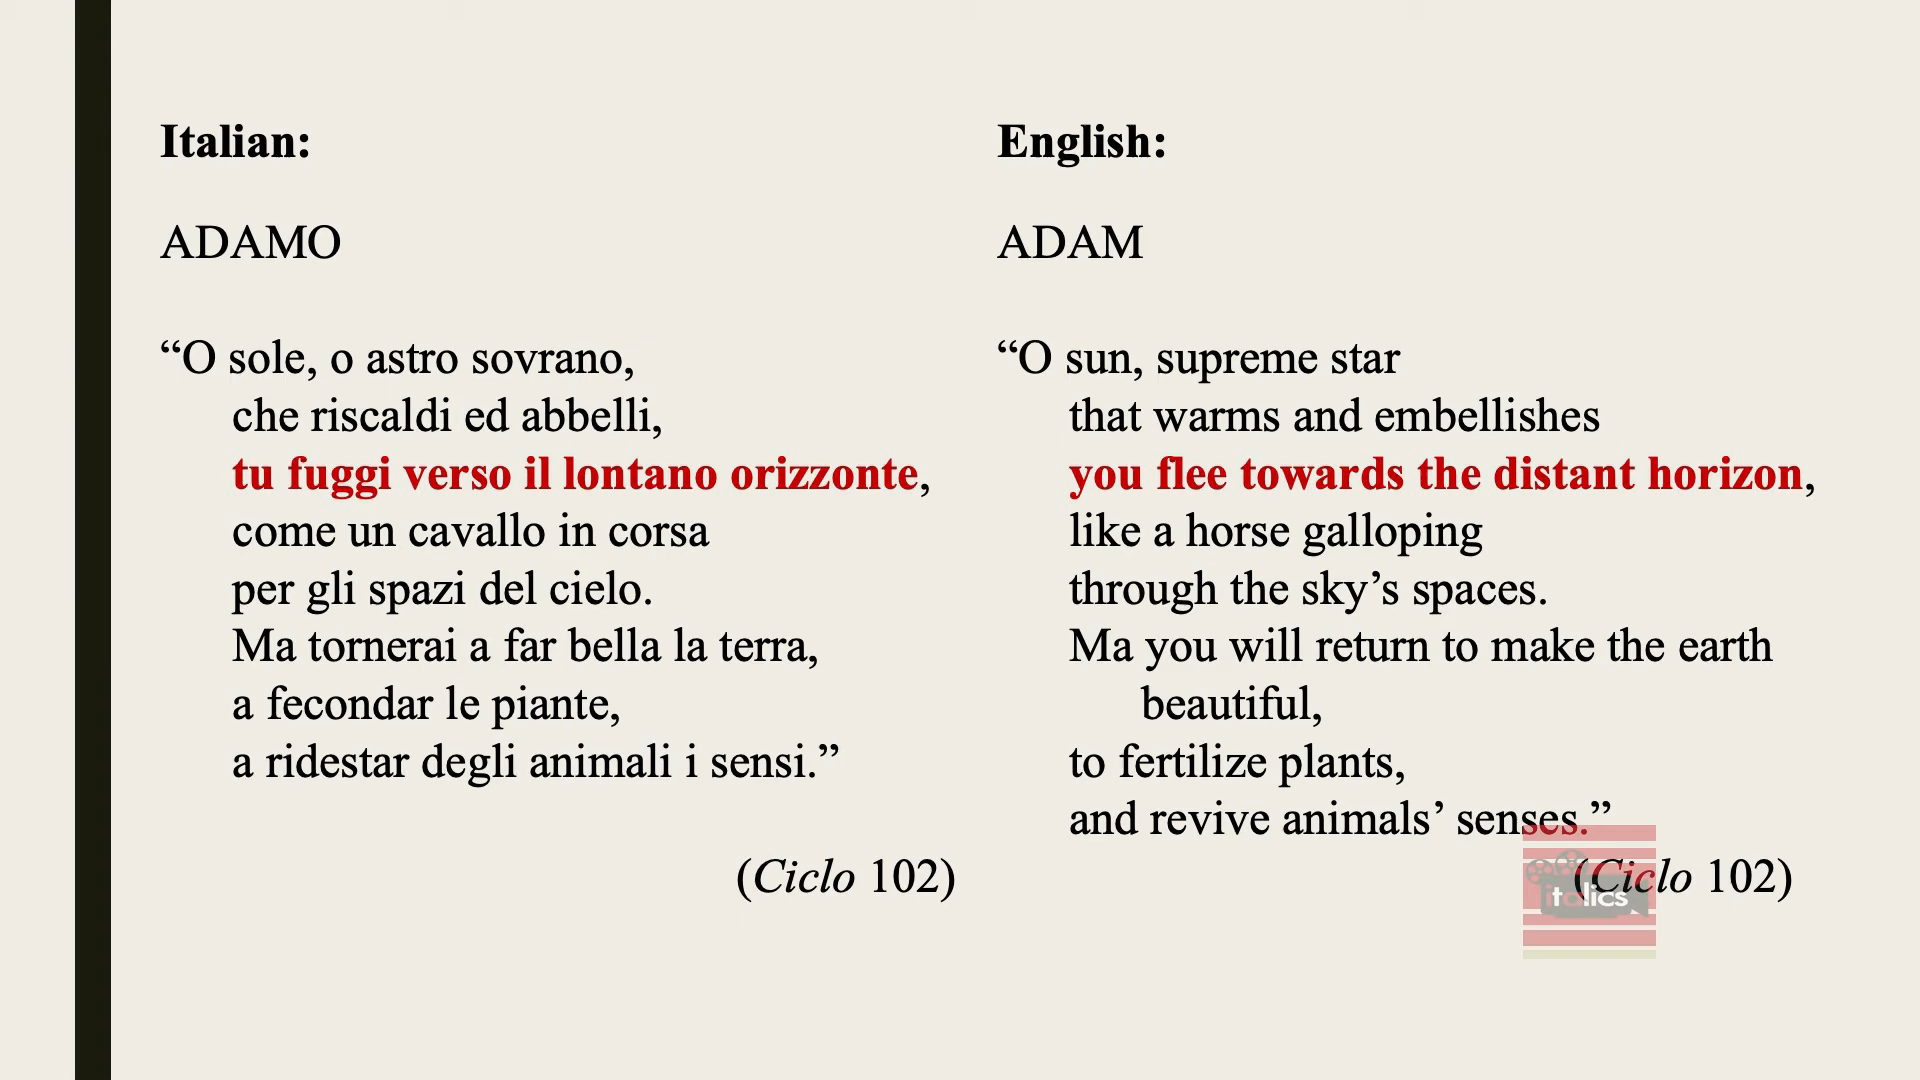 Italian:
ADAMO
“O sole, o astro sovrano,
che riscaldi ed abbelli,
tu fuggi verso il lontano orizzonte,
come un cavallo in corsa
per gli spazi del cielo.
Ma tornerai a far bella la terra,
a fecondar le piante,
a ridestar degli animali i sensi.”
(Ciclo 102)
English:
ADAM
“O sun, supreme star
that warms and embellishes
you flee towards the distant horizon,
like a horse galloping
through the sky’s spaces.
Ma you will return to make the earth
beautiful,
to fertilize plants,
and revive animals’ senses.”
(Ciclo 102)
italics